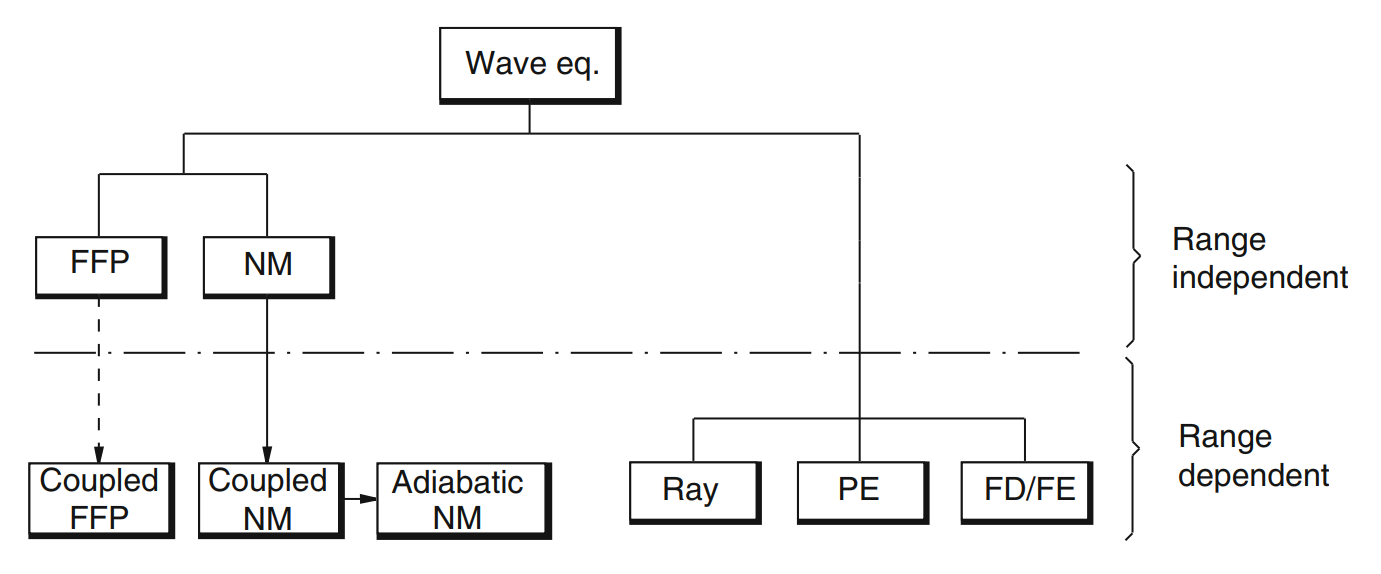 Wave eq.
FFP
NM
Range
independent
Coupled
FFP
Coupled
NM
Adiabatic
NM
Ray
PE
FD/FE
Range
dependent